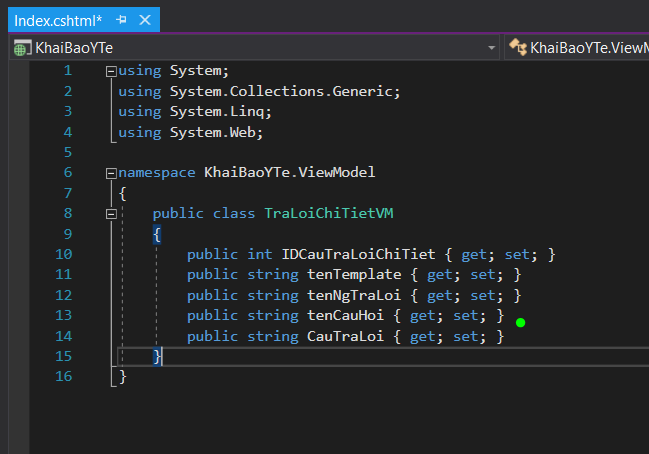 Index.cshtml*
KhaiBaoYTe
KhaiBaoYTe.ViewM
1 using System;
2 using System.Collections.Generic;
3 using System.Linq;
4 using System.Web;
5
6 namespace KhaiBaoYTe.ViewModel
7 {
8 public class TraLoiChiTietVM
9 {
10 public int IDCauTraLoiChiTiet { get; set; }
11 public string tenTemplate { get; set; }
12 public string tenNgTraLoi { get; set; }
13 public string tenCauHoi { get; set; }
14 public string CauTraLoi { get; set; }
15 }
16 }